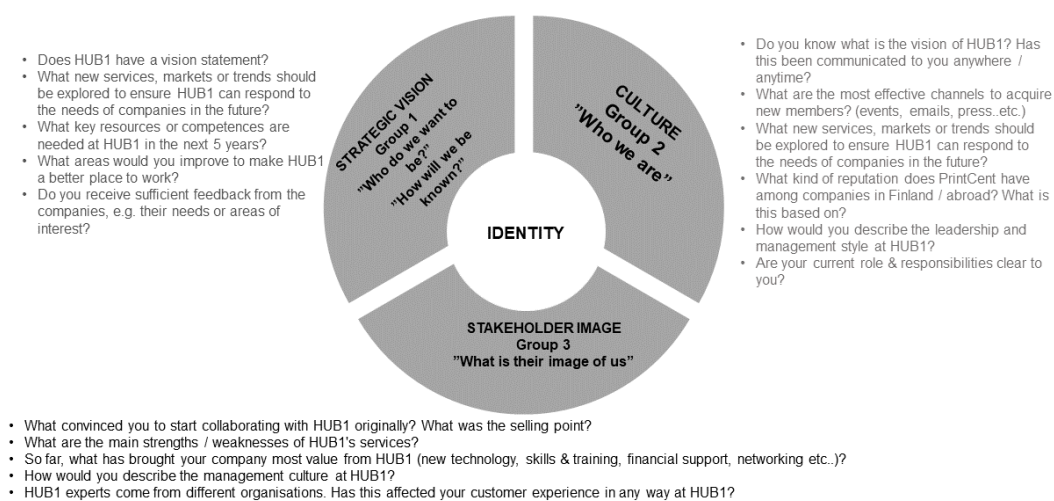 • Does HUB1 have a vision statement?
• What new services, markets or trends should
be explored to ensure HUB1 can respond to
the needs of companies in the future?
• What key resources or competences are
needed at HUB1 in the next 5 years?
• What areas would you improve to make HUB1
a better place to work?
• Do you receive sufficient feedback from the
companies, e.g. their needs or areas of
interest?
STRATEGIC VISION
Group 1
"Who do we want to
be?"
"How will we be
known?"
CULTURE
Group 2
"Who we are"
• Do you know what is the vision of HUB1? Has
this been communicated to you anywhere /
anytime?
• What are the most effective channels to acquire
new members? (events, emails, press..etc.)
• What new services, markets or trends should
be explored to ensure HUB1 can respond to
the needs of companies in the future?
• What kind of reputation does PrintCent have
among companies in Finland / abroad? What is
this based on?
• How would you describe the leadership and
management style at HUB1?
• Are your current role & responsibilities clear to
you?
IDENTITY
STAKEHOLDER IMAGE
Group 3
"What is their image of us"
• What convinced you to start collaborating with HUB1 originally? What was the selling point?
• What are the main strengths / weaknesses of HUB1's services?
• So far, what has brought your company most value from HUB1 (new technology, skills & training, financial support, networking etc..)?
• How would you describe the management culture at HUB1?
• HUB1 experts come from different organisations. Has this affected your customer experience in any way at HUB1?